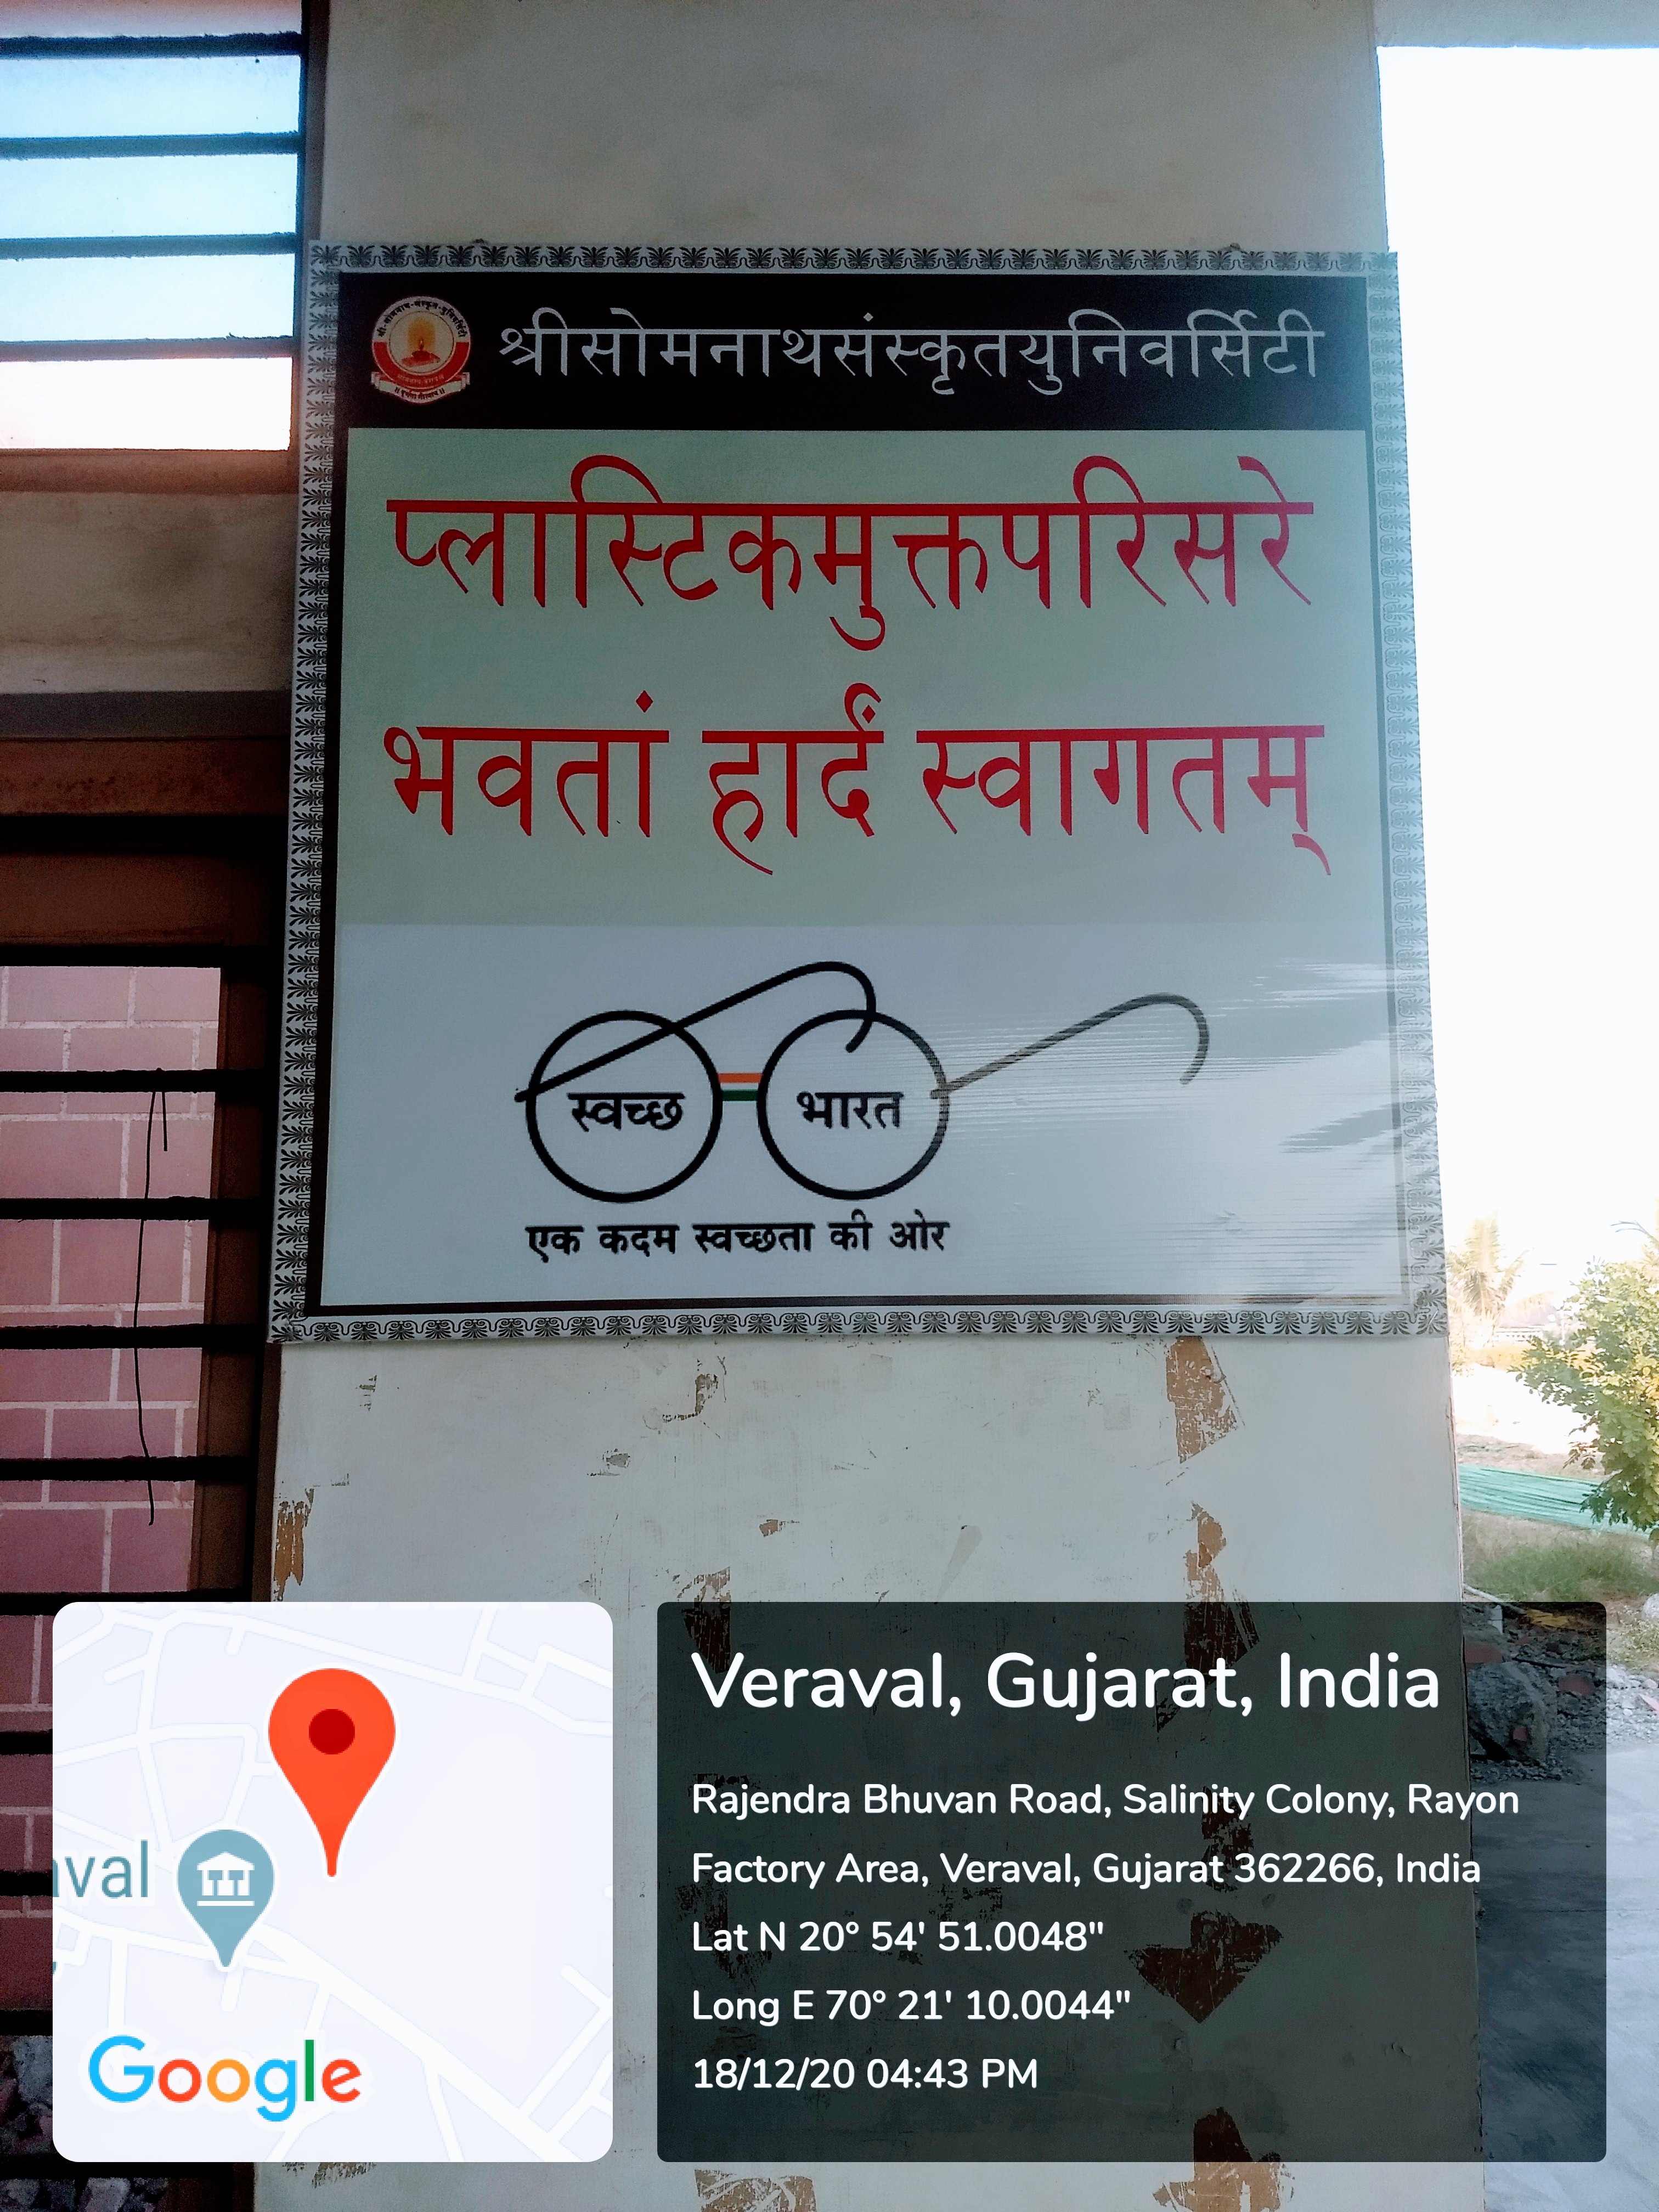 श्रीसोमनाथसंस्कृतयुनिवर्सिटी
प्लास्टिकमुक्तपरिसरे
भवतां हार्दं स्वागतम्
स्वच्छ भारत
एक कदम स्वच्छता की ओर
Veraval, Gujarat, India
Rajendra Bhuvan Road, Salinity Colony, Rayon
Factory Area, Veraval, Gujarat 362266, India
Lat N 20° 54' 51.0048"
Long E 70° 21' 10.0044"
18/12/20 04:43 PM
Google